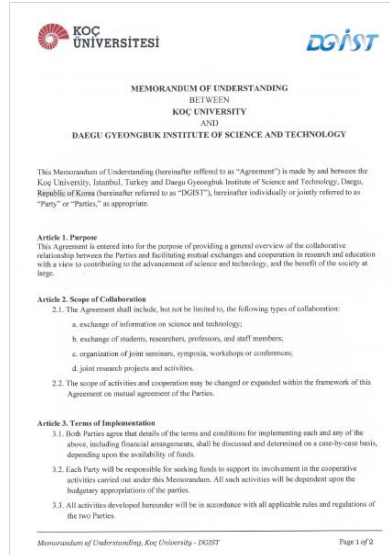 KOÇ
ÜNİVERSİTESİ
DGIST
MEMORANDUM OF UNDERSTANDING
BETWEEN
KOÇ UNIVERSITY
AND
DAEGU GYEONGBUK INSTITUTE OF SCIENCE AND TECHNOLOGY
This Memorandum of Understanding (hereinafter reffered to as “Agreement”) is made by and between the
Koç University, Istanbul, Turkey and Daegu Gyeongbuk Institute of Science and Technology, Daegu,
Republic of Korea (hereinafter referred to as “DGIST”), hereinafter individually or jointly referred to as
“Party” or “Parties,” as appropriate.
Article 1. Purpose
This Agreement is entered into for the purpose of providing a general overview of the collaborative
relationship between the Parties and facilitating mutual exchanges and cooperation in research and education
with a view to contributing to the advancement of science and technology, and the benefit of the society at
large.
Article 2. Scope of Collaboration
2.1. The Agreement shall include, but not be limited to, the following types of collaboration:
a. exchange of information on science and technology;
b. exchange of students, researchers, professors, and staff members;
c. organization of joint seminars, symposia, workshops or conferences;
d. joint research projects and activities.
2.2. The scope of activities and cooperation may be changed or expanded within the framework of this
Agreement on mutual agreement of the Parties.
Article 3. Terms of Implementation
3.1. Both Parties agree that details of the terms and conditions for implementing each and any of the
above, including financial arrangements, shall be discussed and determined on a case-by-case basis,
depending upon the availability of funds.
3.2. Each Party will be responsible for seeking funds to support its involvement in the cooperative
activities carried out under this Memorandum. All such activities will be dependent upon the
budgetary appropriations of the parties.
3.3. All activities developed hereunder will be in accordance with all applicable rules and regulations of
the two Parties.
Memorandum of Understanding, Koç University - DGIST Page 1 of 2